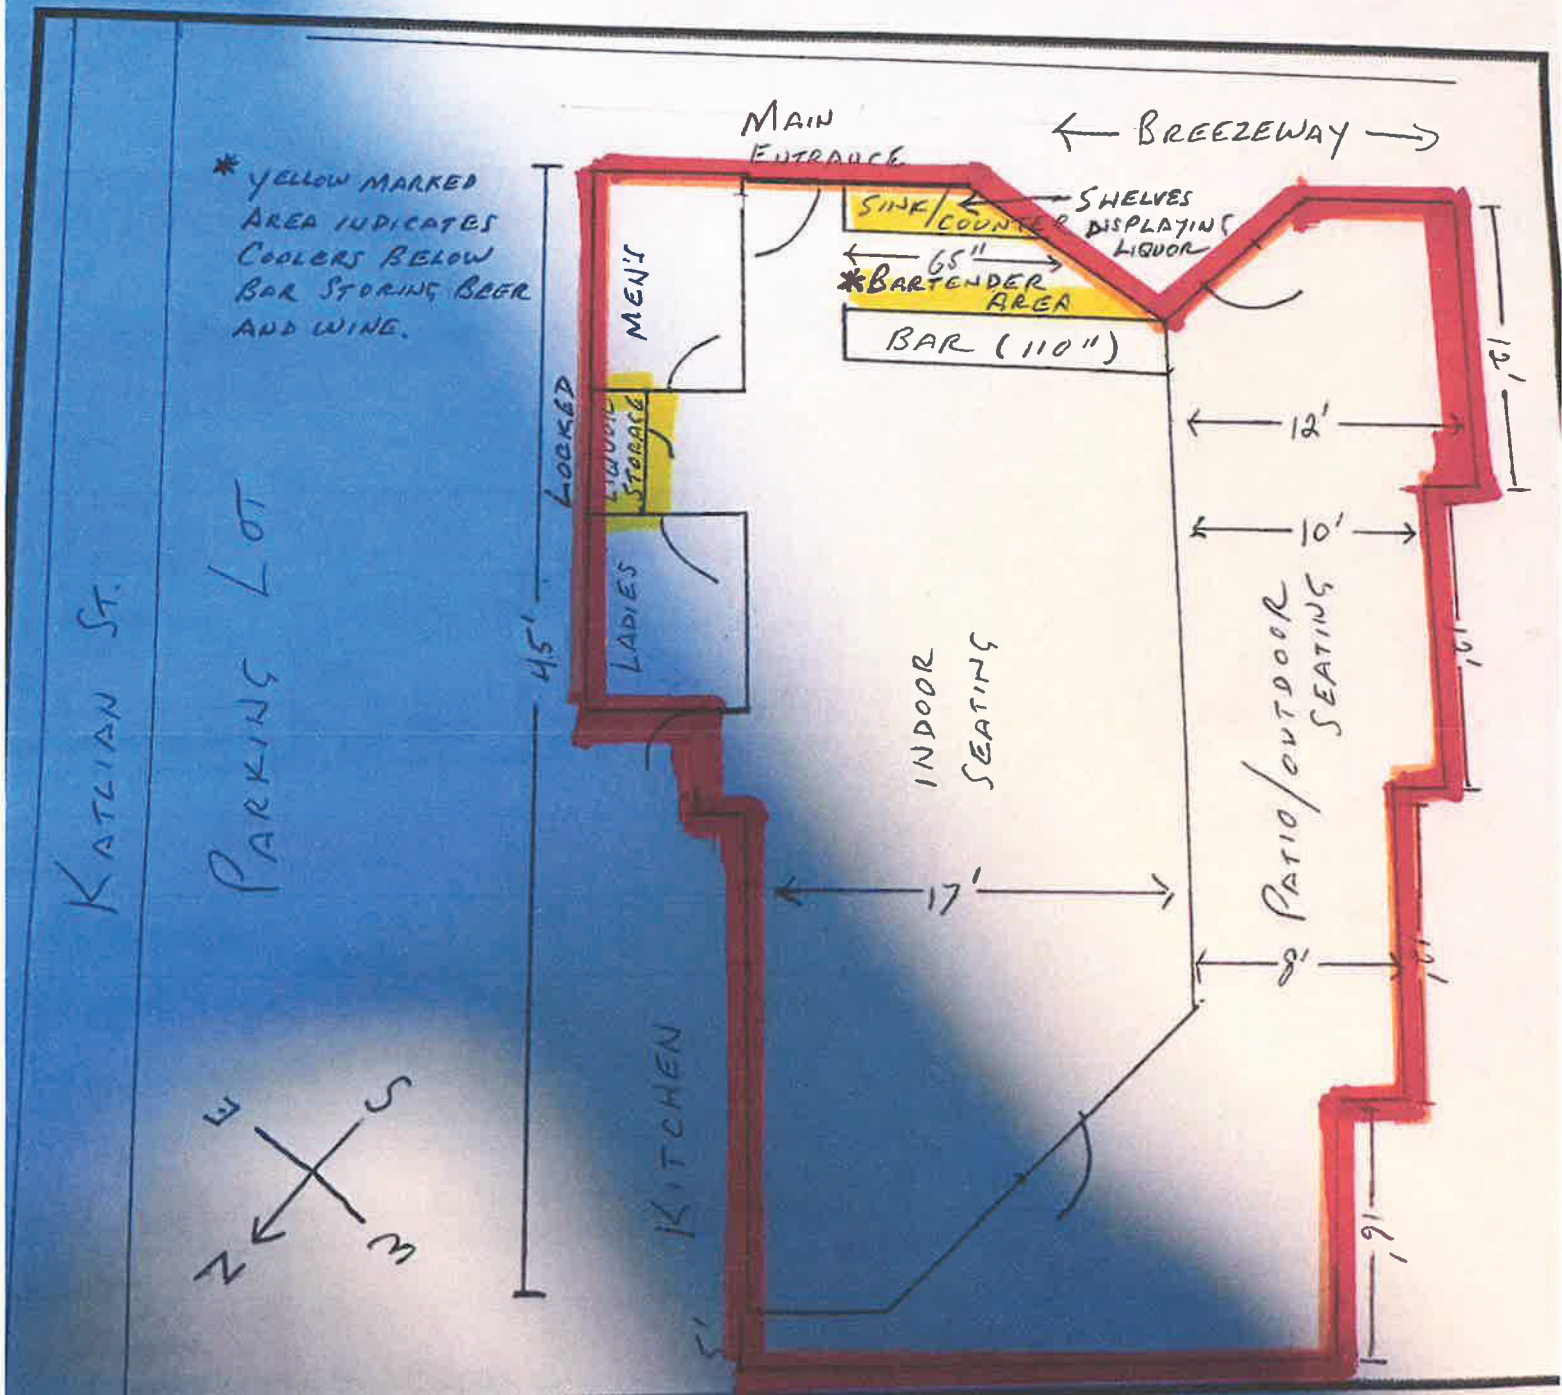 MAIN
ENTRANCE
← BREEZEWAY →
* YELLOW MARKED
AREA INDICATES
COOLERS BELOW
BAR STORING BEER
AND WINE.
SINK/
COUNTER
SHELVES
DISPLAYING
LIQUOR
65"
*BARTENDER
AREA
BAR (110")
MEN'S
LOCKED
LIQUOR
STORAGE
LADIES
12'
12'
10'
12'
KATLIAN ST.
PARKING LOT
45'
INDOOR
SEATING
PATIO/OUTDOOR
SEATING
17'
8'
12'
KITCHEN
16'
5'
E
S
N
W